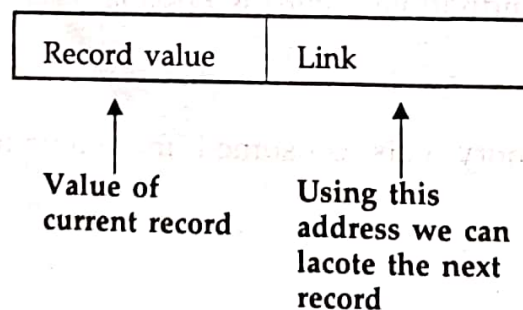 Record value Link
Value of
current record
Using this
address we can
lacote the next
record